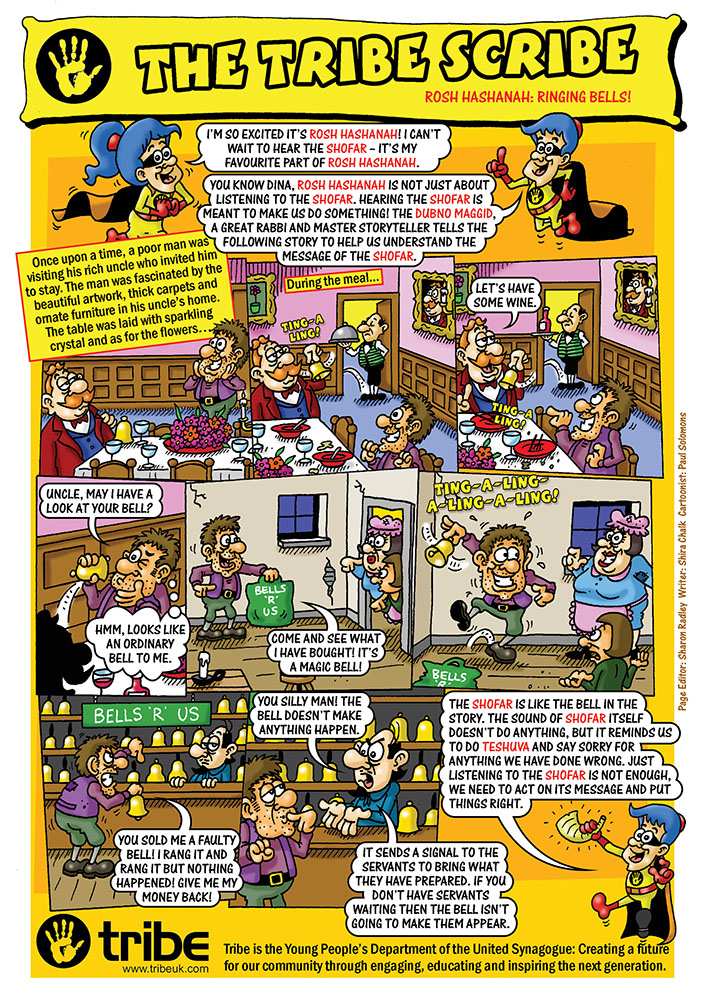 THE TRIBE SCRIBE
ROSH HASHANAH: RINGING BELLS!
I'M SO EXCITED IT'S ROSH HASHANAH! I CAN'T
WAIT TO HEAR THE SHOFAR – IT'S MY
FAVOURITE PART OF ROSH HASHANAH.
YOU KNOW DINA, ROSH HASHANAH IS NOT JUST ABOUT
LISTENING TO THE SHOFAR. HEARING THE SHOFAR IS
MEANT TO MAKE US DO SOMETHING! THE DUBNO MAGGID,
A GREAT RABBI AND MASTER STORYTELLER TELLS THE
FOLLOWING STORY TO HELP US UNDERSTAND THE
MESSAGE OF THE SHOFAR.
Once upon a time, a poor man was
visiting his rich uncle who invited him
to stay. The man was fascinated by the
beautiful artwork, thick carpets and
ornate furniture in his uncle's home.
The table was laid with sparkling
crystal and as for the flowers...
During the meal...
TING-A
LING!
LET'S HAVE
SOME WINE.
TING-A
LING!
UNCLE, MAY I HAVE A
LOOK AT YOUR BELL?
HMM, LOOKS LIKE
AN ORDINARY
BELL TO ME.
BELLS
'R'
US
COME AND SEE WHAT
I HAVE BOUGHT! IT'S
A MAGIC BELL!
TING-A-LING-
A-LING-A-LING!
BELLS
'R'
BELLS 'R' US
YOU SOLD ME A FAULTY
BELL! I RANG IT AND
RANG IT BUT NOTHING
HAPPENED! GIVE ME MY
MONEY BACK!
YOU SILLY MAN! THE
BELL DOESN'T MAKE
ANYTHING HAPPEN.
IT SENDS A SIGNAL TO THE
SERVANTS TO BRING WHAT
THEY HAVE PREPARED. IF YOU
DON'T HAVE SERVANTS
WAITING THEN THE BELL ISN'T
GOING TO MAKE THEM APPEAR.
THE SHOFAR IS LIKE THE BELL IN THE
STORY. THE SOUND OF SHOFAR ITSELF
DOESN'T DO ANYTHING, BUT IT REMINDS US
TO DO TESHUVA AND SAY SORRY FOR
ANYTHING WE HAVE DONE WRONG. JUST
LISTENING TO THE SHOFAR IS NOT ENOUGH,
WE NEED TO ACT ON ITS MESSAGE AND PUT
THINGS RIGHT.
Page Editor: Sharon Radley Writer: Shira Chalk Cartoonist: Paul Solomons
tribe
www.tribeuk.com
Tribe is the Young People's Department of the United Synagogue: Creating a future
for our community through engaging, educating and inspiring the next generation.